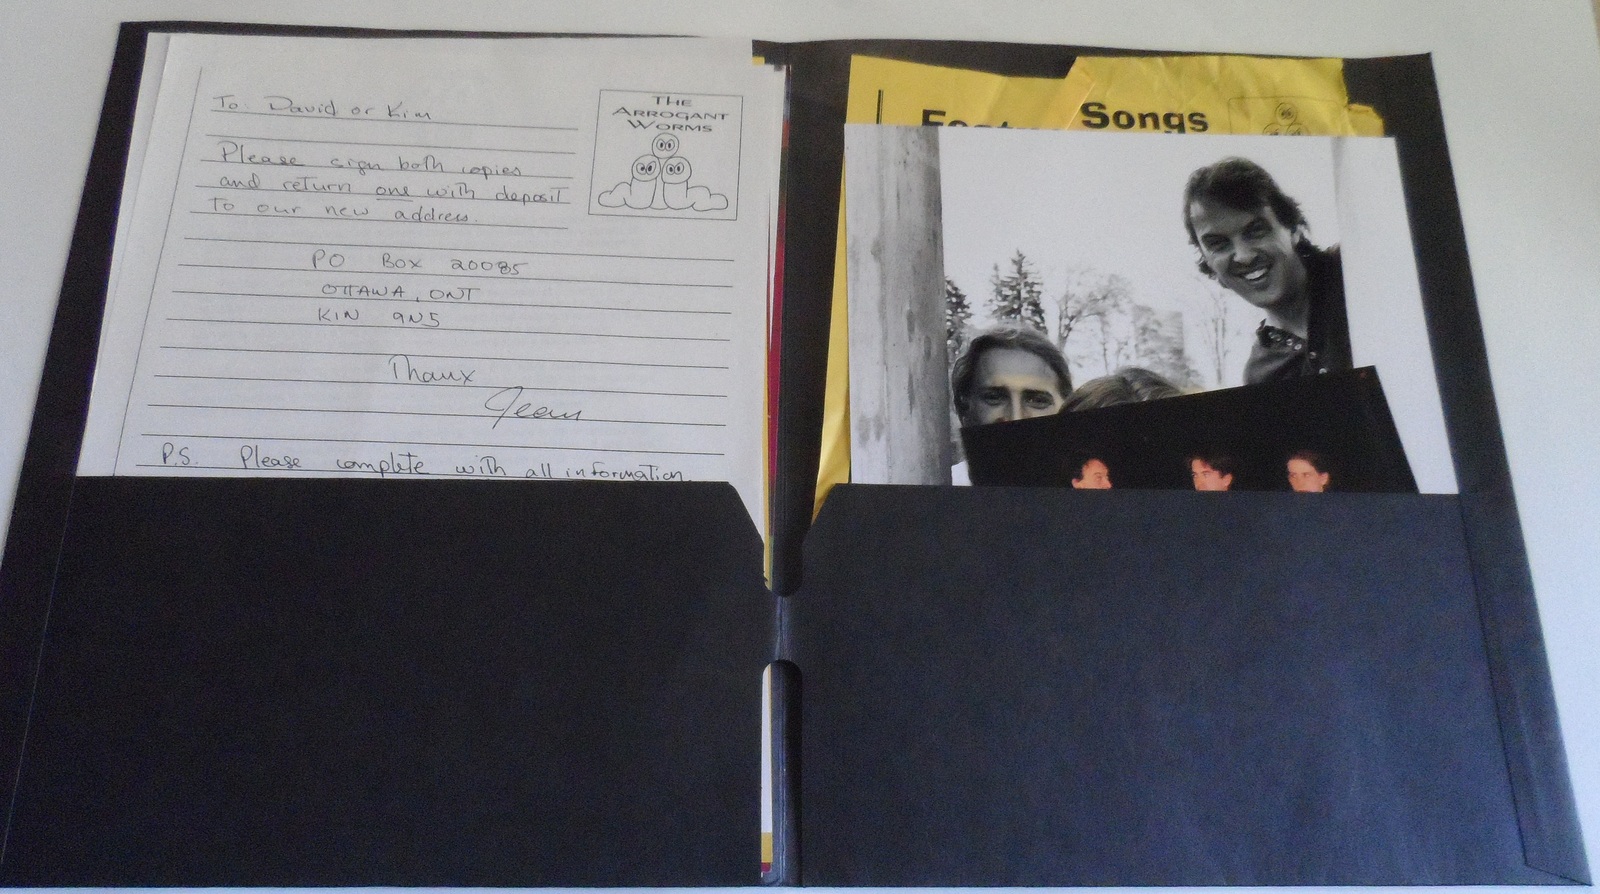 To: David or Kim
THE
ARROGANT
WORMS
Please sign both copies
and return one with deposit
to our new address.
PO Box 20085
OTTAWA, ONT
K1N 9N5
Thanx
Jean
P.S. Please complete with all information.
Songs